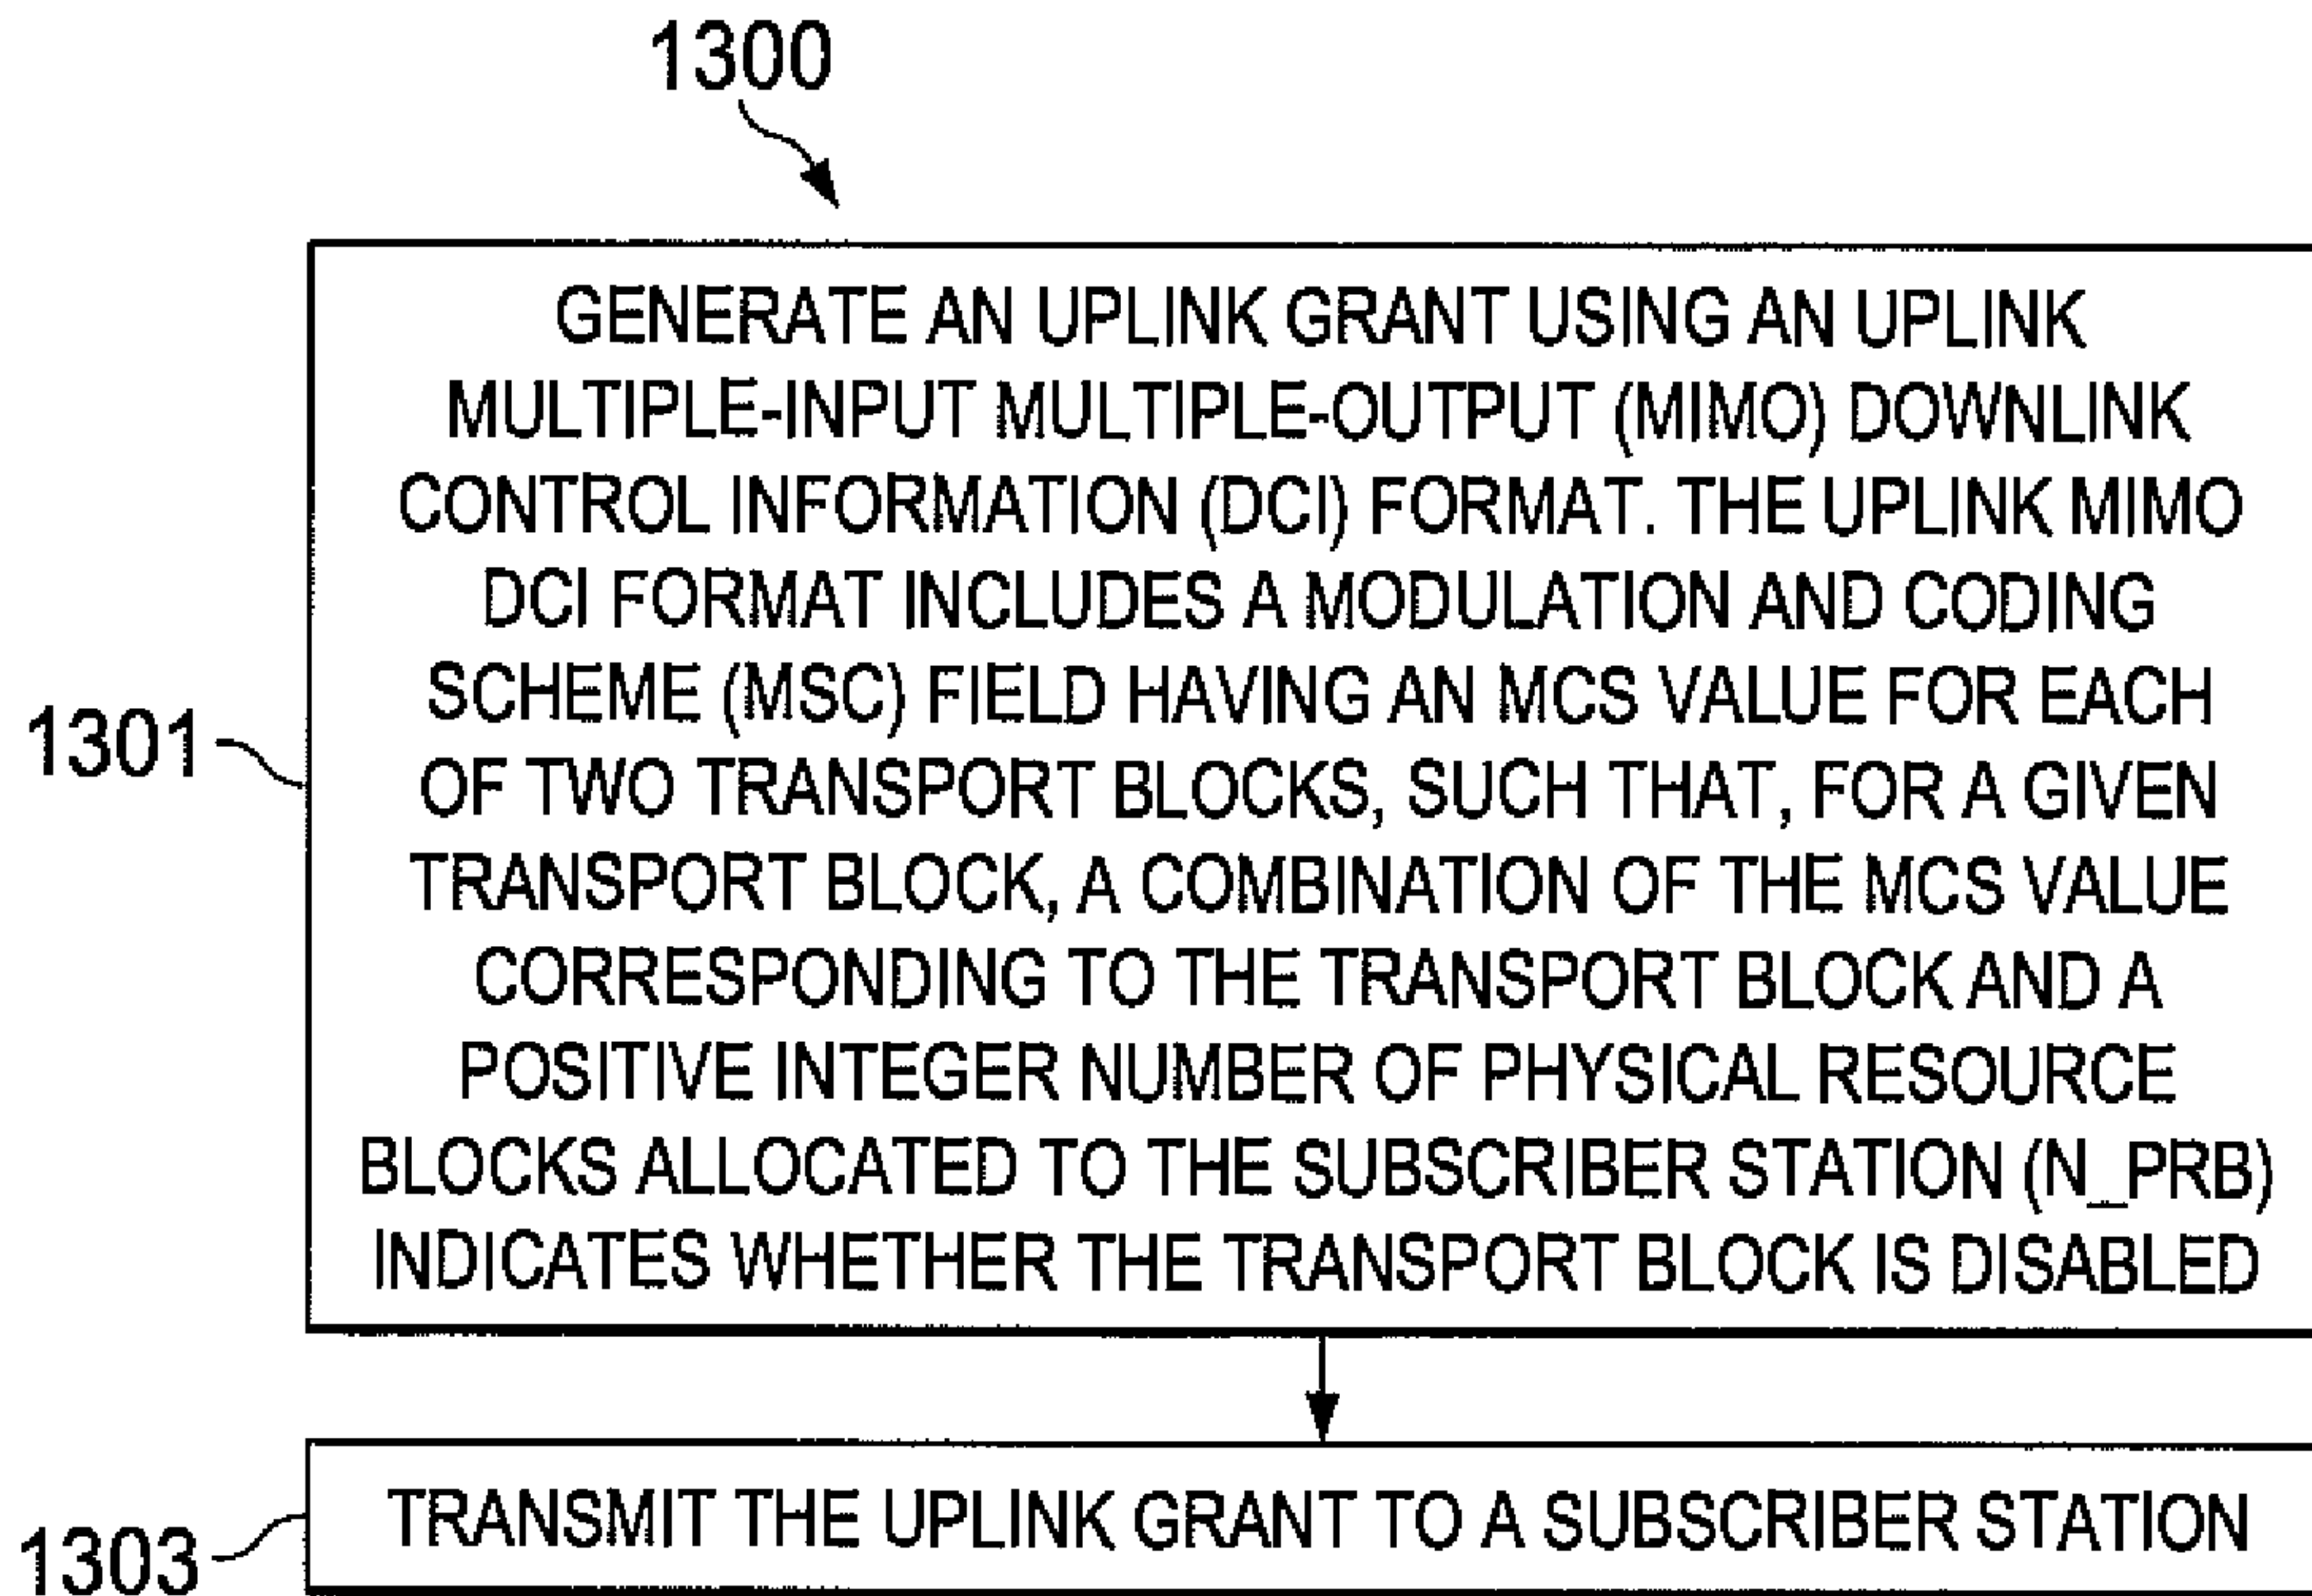 1300
GENERATE AN UPLINK GRANT USING AN UPLINK
MULTIPLE-INPUT MULTIPLE-OUTPUT (MIMO) DOWNLINK
CONTROL INFORMATION (DCI) FORMAT. THE UPLINK MIMO
DCI FORMAT INCLUDES A MODULATION AND CODING
SCHEME (MSC) FIELD HAVING AN MCS VALUE FOR EACH
OF TWO TRANSPORT BLOCKS, SUCH THAT, FOR A GIVEN
TRANSPORT BLOCK, A COMBINATION OF THE MCS VALUE
CORRESPONDING TO THE TRANSPORT BLOCK AND A
POSITIVE INTEGER NUMBER OF PHYSICAL RESOURCE
BLOCKS ALLOCATED TO THE SUBSCRIBER STATION (N_PRB)
INDICATES WHETHER THE TRANSPORT BLOCK IS DISABLED
1301
TRANSMIT THE UPLINK GRANT TO A SUBSCRIBER STATION
1303